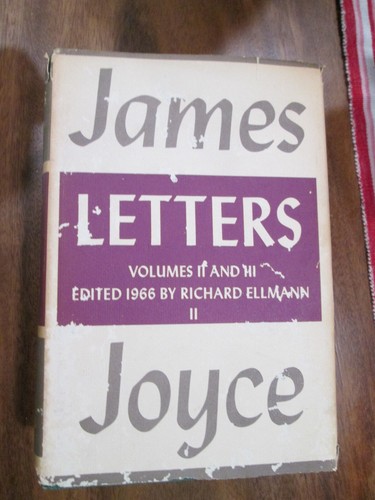 James
LETTERS
VOLUMES II AND III
EDITED 1966 BY RICHARD ELLMANN
II
Joyce